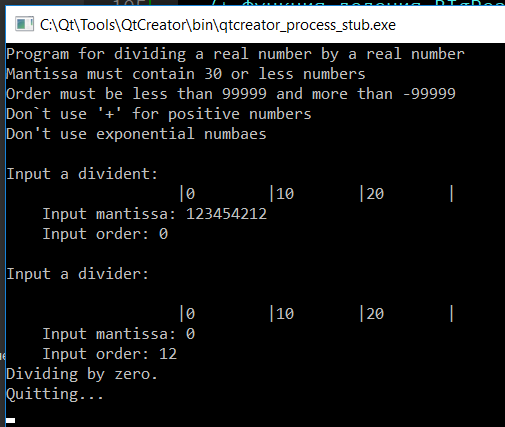 C:\Qt\Tools\QtCreator\bin\qtcreator_process_stub.exe
Program for dividing a real number by a real number
Mantissa must contain 30 or less numbers
Order must be less than 99999 and more than -99999
Don`t use '+' for positive numbers
Don't use exponential numbaes
Input a divident:
|0 |10 |20 |
Input mantissa: 123454212
Input order: 0
Input a divider:
|0 |10 |20 |
Input mantissa: 0
Input order: 12
Dividing by zero.
Quitting...